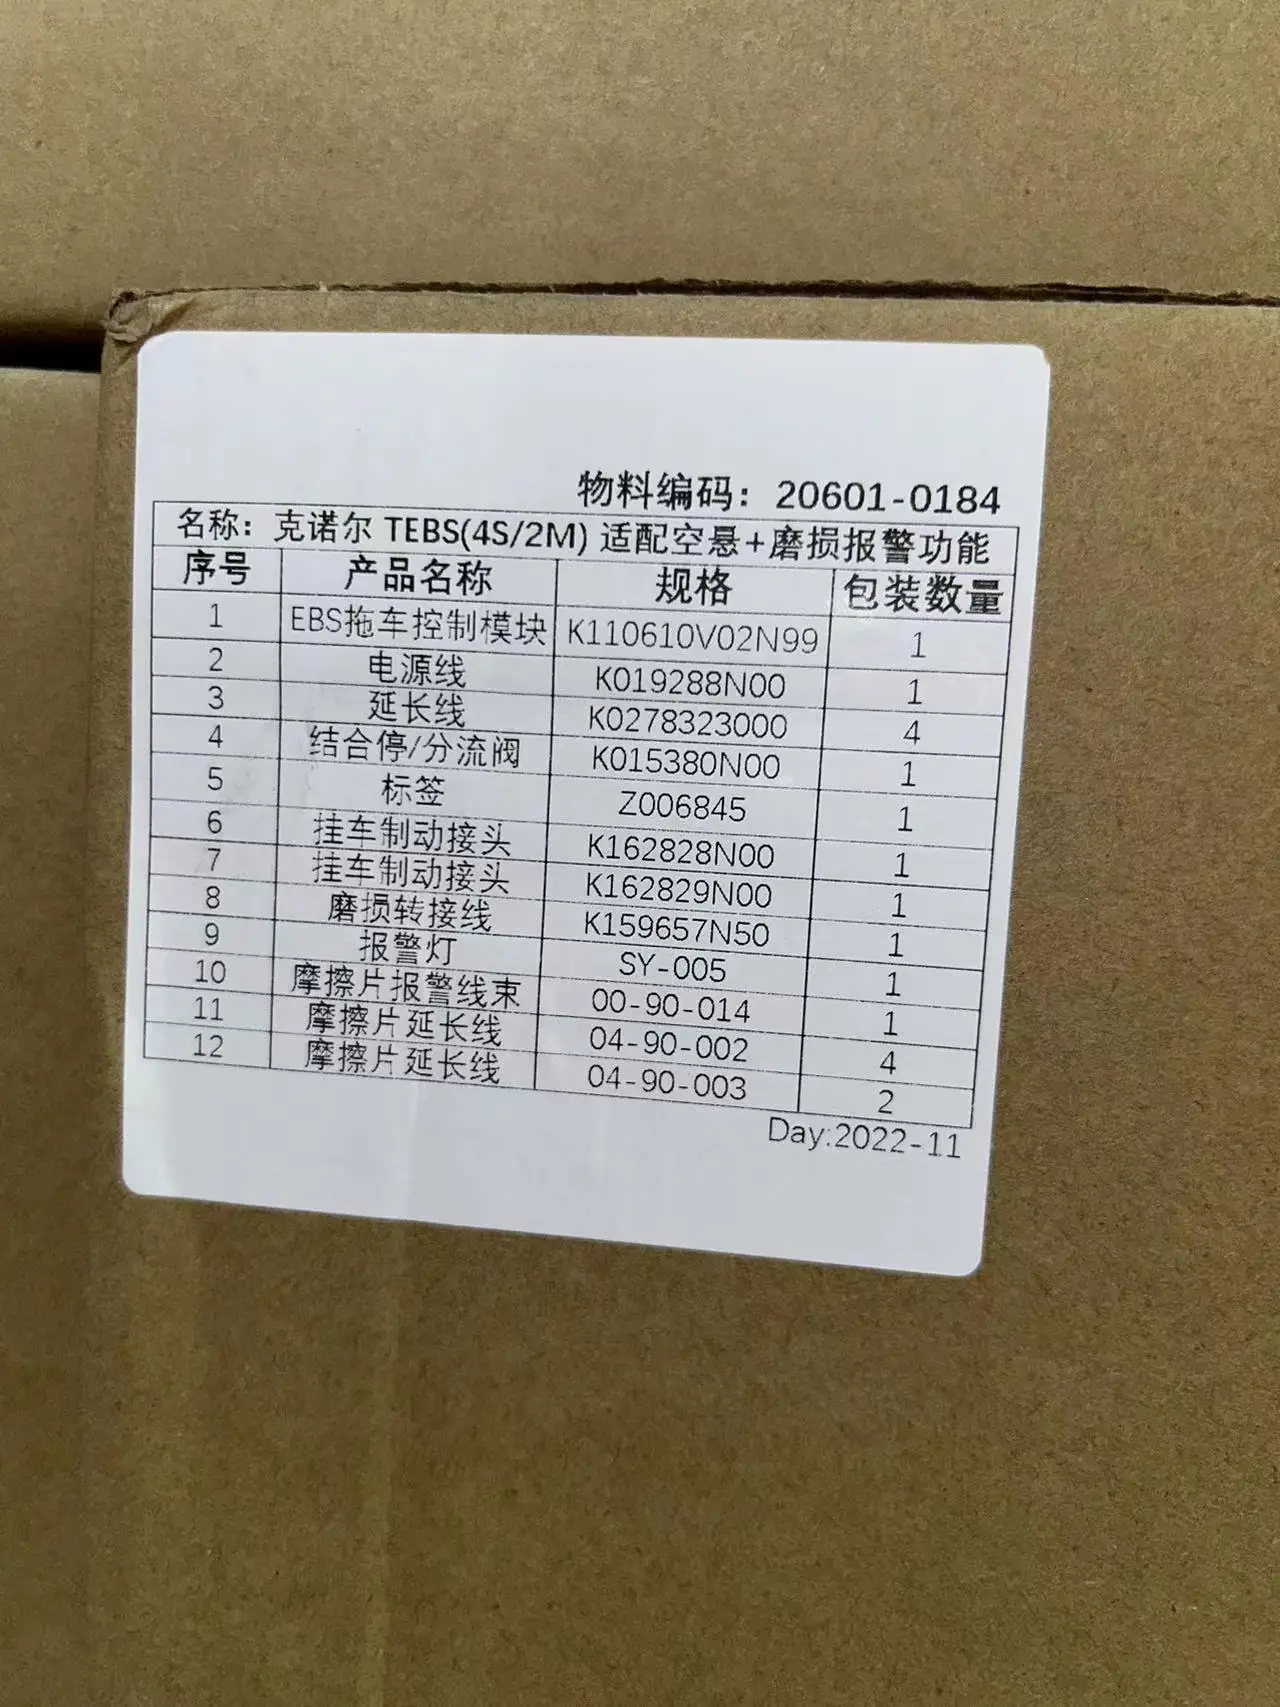 物料编码：20601-0184
名称：克诺尔 TEBS(4S/2M) 适配空悬+磨损报警功能
序号 产品名称 规格 包装数量
1 EBS拖车控制模块 K110610V02N99 1
2 电源线 K019288N00 1
3 延长线 K0278323000 4
4 结合停/分流阀 K015380N00 1
5 标签 Z006845 1
6 挂车制动接头 K162828N00 1
7 挂车制动接头 K162829N00 1
8 磨损转接线 K159657N50 1
9 报警灯 SY-005 1
10 摩擦片报警线束 00-90-014 1
11 摩擦片延长线 04-90-002 4
12 摩擦片延长线 04-90-003 2
Day:2022-11